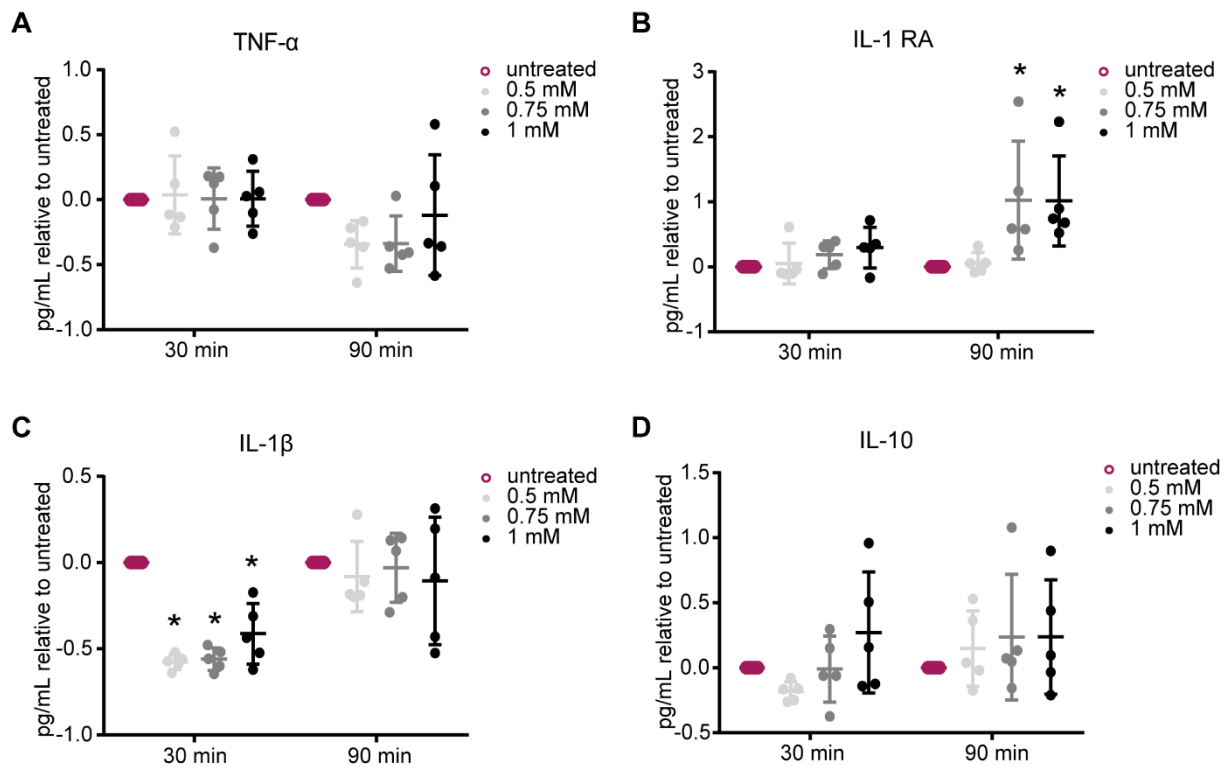 A
TNF-α
pg/mL relative to untreated
1.0
0.5
0.0
-0.5
-1.0
30 min
90 min
untreated
0.5 mM
0.75 mM
1 mM
B
IL-1 RA
pg/mL relative to untreated
3
2
1
0
-1
* *
30 min
90 min
untreated
0.5 mM
0.75 mM
1 mM
C
IL-1β
pg/mL relative to untreated
0.5
0.0
-0.5
-1.0
* * *
30 min
90 min
untreated
0.5 mM
0.75 mM
1 mM
D
IL-10
pg/mL relative to untreated
1.5
1.0
0.5
0.0
-0.5
30 min
90 min
untreated
0.5 mM
0.75 mM
1 mM